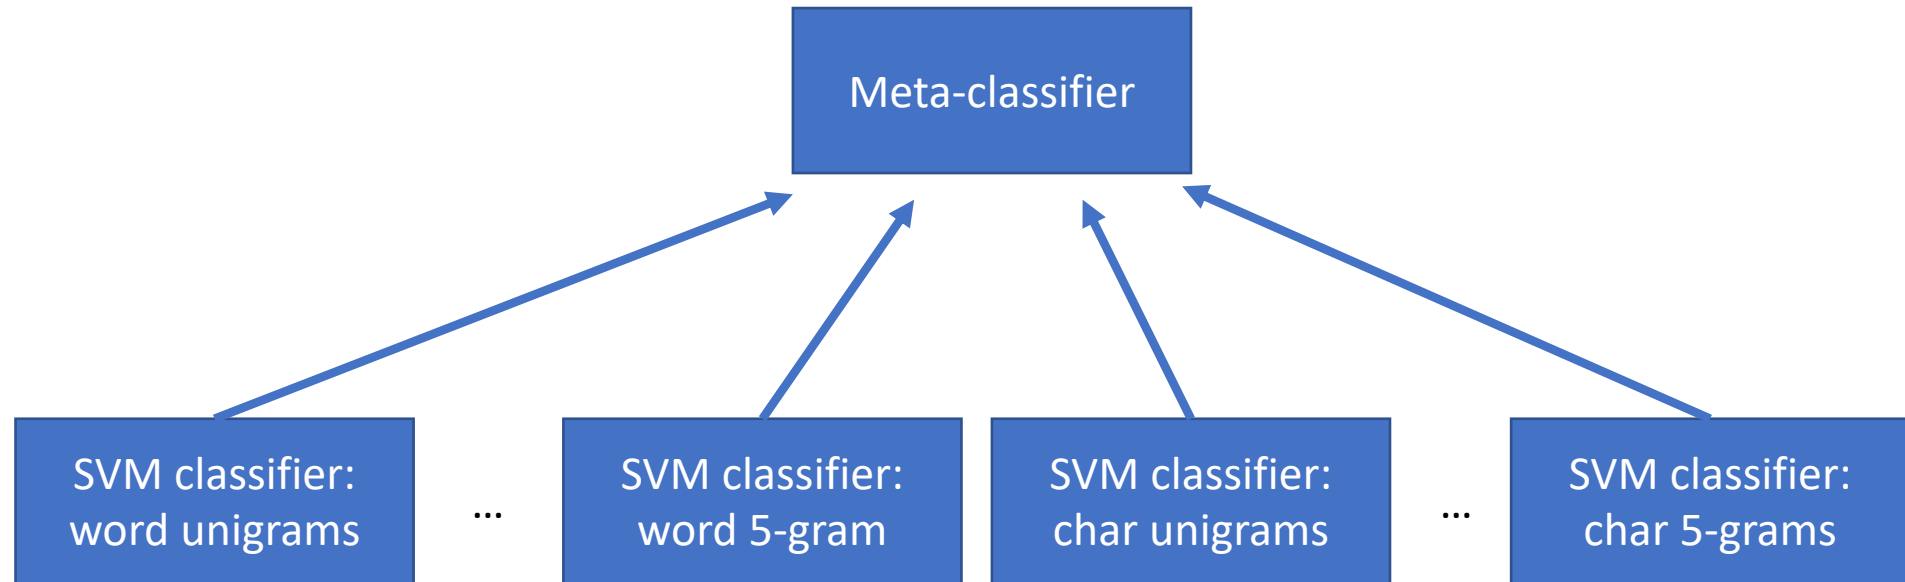 Meta-classifier
SVM classifier:
word unigrams
...
SVM classifier:
word 5-gram
SVM classifier:
char unigrams
...
SVM classifier:
char 5-grams